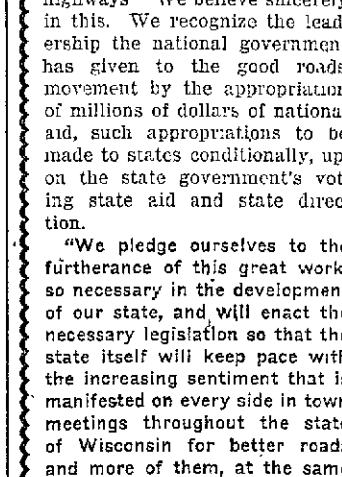 highways We believe sincerely
in this. We recognize the lead
ership the national governmen
has given to the good roads
movement by the appropriation
of millions of dollars of nationa
aid, such appropriations to be
made to states conditionally, up
on the state government's vot
ing state aid and state direc
tion.
"We pledge ourselves to the
furtherance of this great work
so necessary in the developmen
of our state, and will enact the
necessary legislation so that the
state itself will keep pace with
the increasing sentiment that is
manifested on every side in town
meetings throughout the state
of Wisconsin for better roads
and more of them, at the same